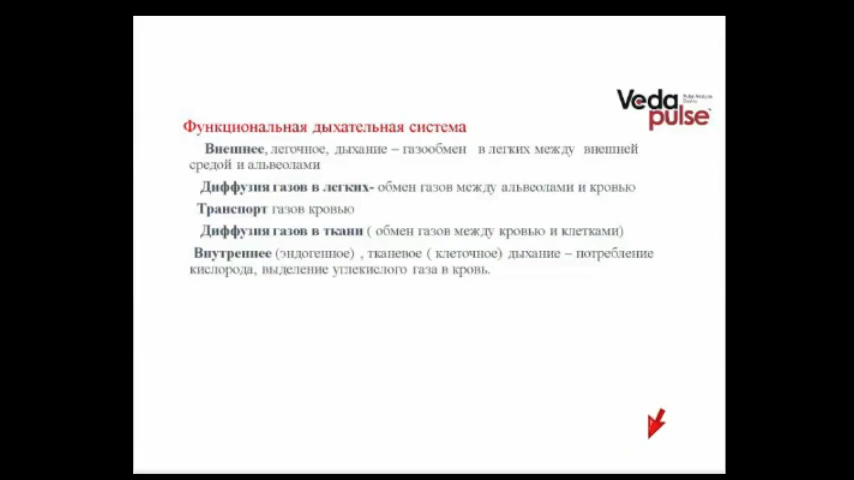 Veda
pulse
Функциональная дыхательная система
Внешнее, легочное, дыхание – газообмен в легких между внешней
средой и альвеолами
Диффузия газов в легких- обмен газов между альвеолами и кровью
Транспорт газов кровью
Диффузия газов в ткани ( обмен газов между кровью и клетками)
Внутреннее (эндогенное) , тканевое ( клеточное) дыхание – потребление
кислорода, выделение углекислого газа в кровь.